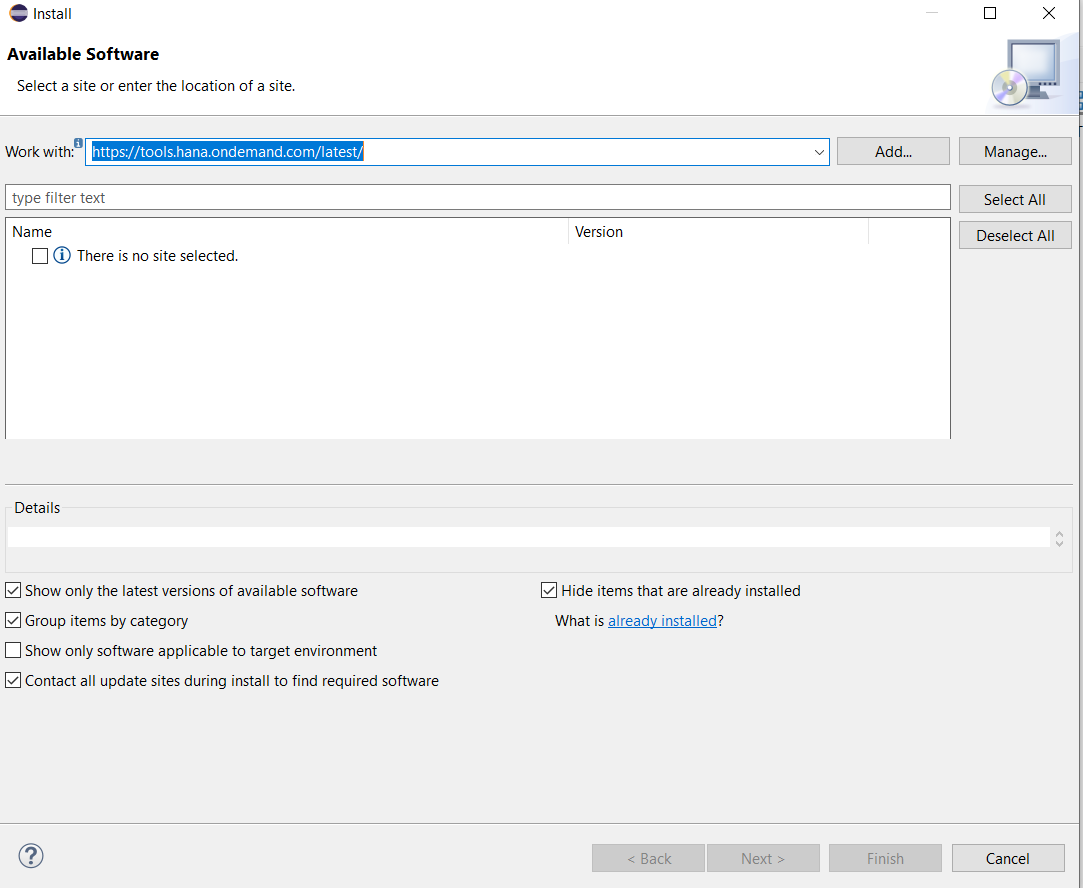 Install
Available Software
Select a site or enter the location of a site.
Work with: https://tools.hana.ondemand.com/latest/ Add... Manage...
type filter text Select All
Name Version Deselect All
There is no site selected.
Details
Show only the latest versions of available software Hide items that are already installed
Group items by category What is already installed?
Show only software applicable to target environment
Contact all update sites during install to find required software
? < Back Next > Finish Cancel